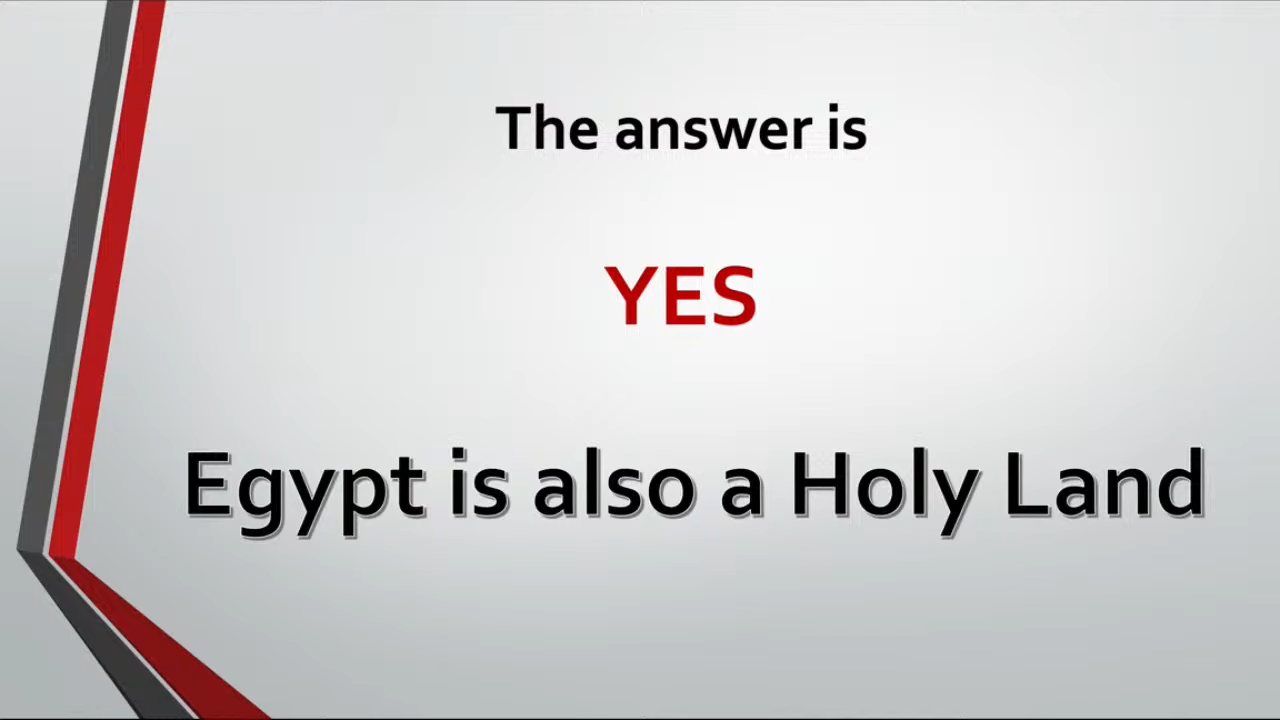 The answer is
YES
Egypt is also a Holy Land